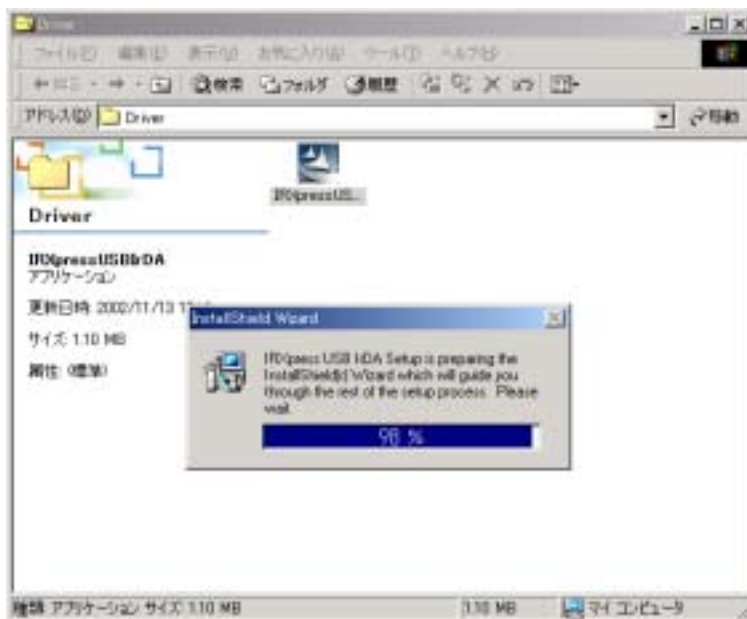 Driver
ファイル(F) 編集(E) 表示(V) お気に入り(A) ツール(T) ヘルプ(H)
検索 フォルダ 履歴
アドレス(D) Driver 移動
IRXpressUS...
Driver
IRXpressUSBIrDA
アプリケーション
更新日時: 2002/11/13
サイズ: 1.10 MB
属性: (標準)
InstallShield Wizard
IRXpress USB IrDA Setup is preparing the
InstallShield(r) Wizard which will guide you
through the rest of the setup process. Please
wait.
98 %
種類: アプリケーション サイズ: 1.10 MB 1.10 MB マイ コンピュータ